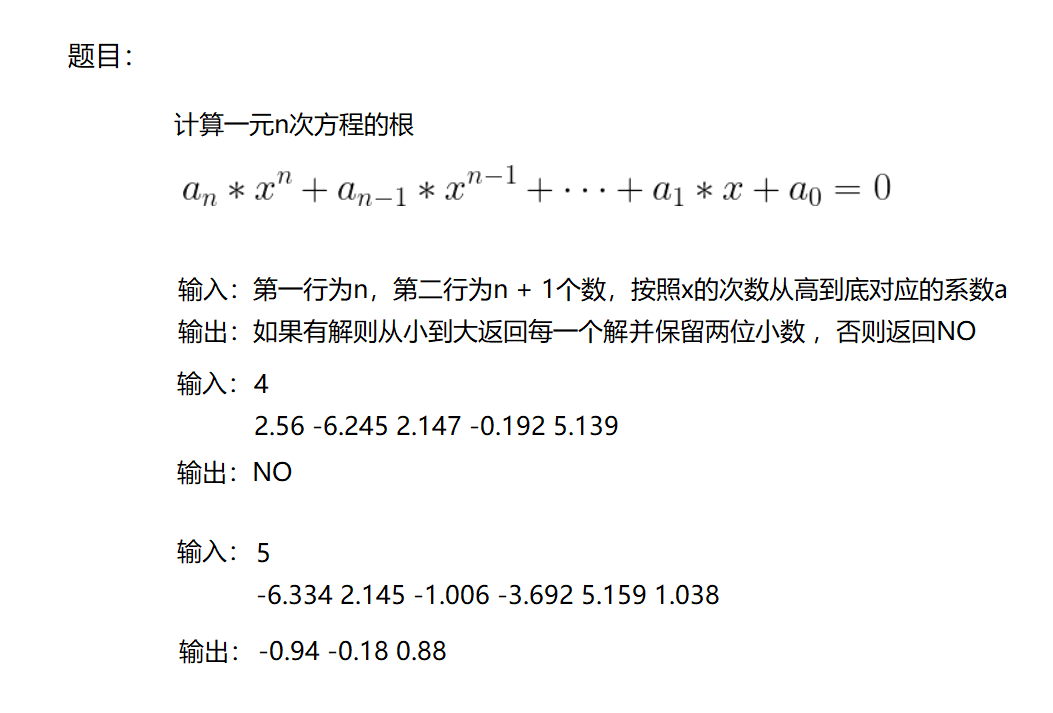 题目：
计算一元n次方程的根
a_n * x^n + a_{n-1} * x^{n-1} + ··· + a_1 * x + a_0 = 0
输入：第一行为n，第二行为n + 1个数，按照x的次数从高到底对应的系数a
输出：如果有解则从小到大返回每一个解并保留两位小数 ，否则返回NO
输入：4
2.56 -6.245 2.147 -0.192 5.139
输出：NO
输入： 5
-6.334 2.145 -1.006 -3.692 5.159 1.038
输出： -0.94 -0.18 0.88